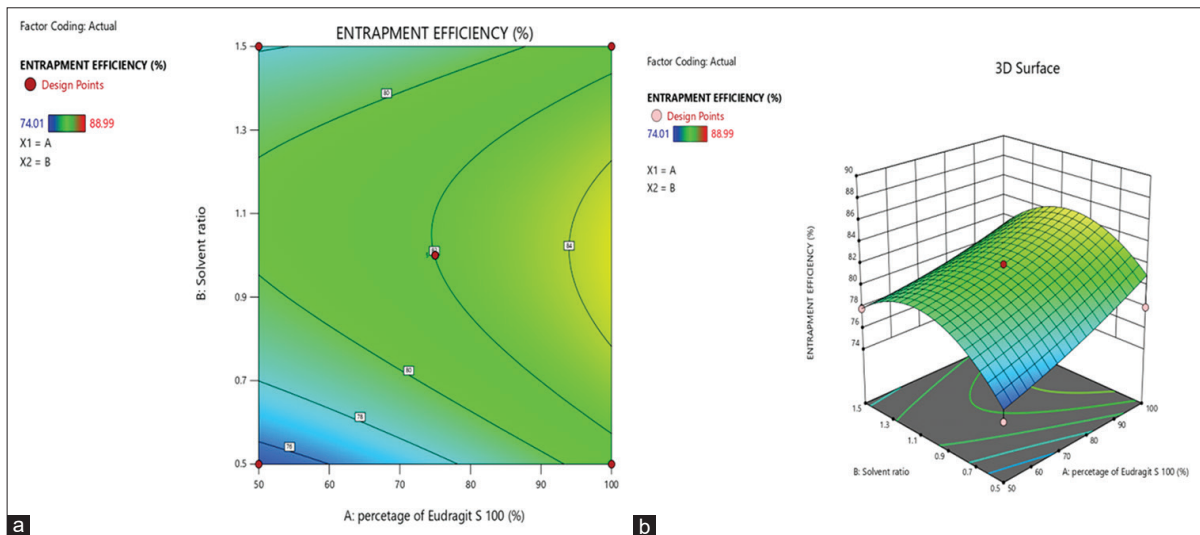 Factor Coding: Actual
ENTRAPMENT EFFICIENCY (%)
Design Points
74.01 88.99
X1 = A
X2 = B
ENTRAPMENT EFFICIENCY (%)
B: Solvent ratio
1.5
1.3
1.1
0.9
0.7
0.5
80
84
80
78
76
50 60 70 80 90 100
A: percetage of Eudragit S 100 (%)
a
Factor Coding: Actual
ENTRAPMENT EFFICIENCY (%)
Design Points
74.01 88.99
X1 = A
X2 = B
3D Surface
ENTRAPMENT EFFICIENCY (%)
90
88
86
84
82
80
78
76
74
1.5
1.3
1.1
0.9
0.7
0.5
B: Solvent ratio
50
60
70
80
90
100
A: percetage of Eudragit S 100 (%)
b